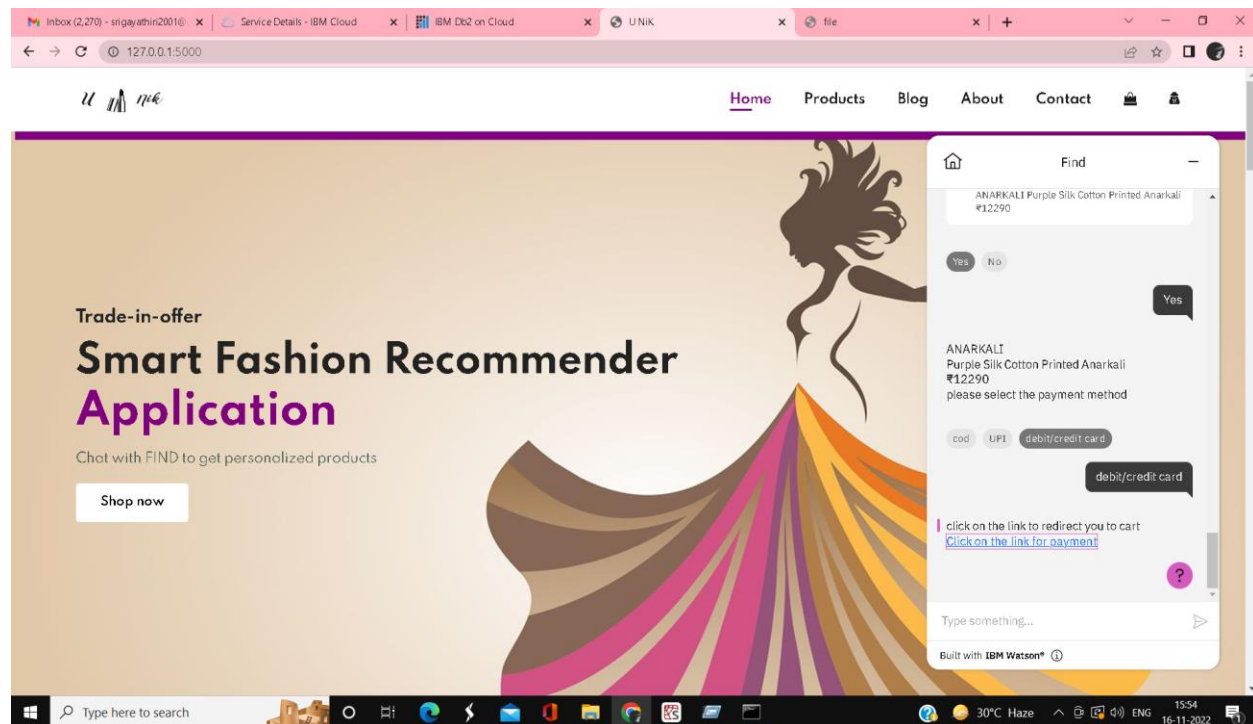 Inbox (2,270) - srigayathiri2001@
Service Details - IBM Cloud
IBM Db2 on Cloud
UNiK
file
127.0.0.1:5000
U nik
Home Products Blog About Contact
Trade-in-offer
Smart Fashion Recommender
Application
Chat with FIND to get personalized products
Shop now
Find
ANARKALI Purple Silk Cotton Printed Anarkali
₹12290
Yes No
Yes
ANARKALI
Purple Silk Cotton Printed Anarkali
₹12290
please select the payment method
cod UPI debit/credit card
debit/credit card
click on the link to redirect you to cart
Click on the link for payment
?
Type something...
Built with IBM Watson®
Type here to search
30°C Haze
ENG
15:54
16-11-2022